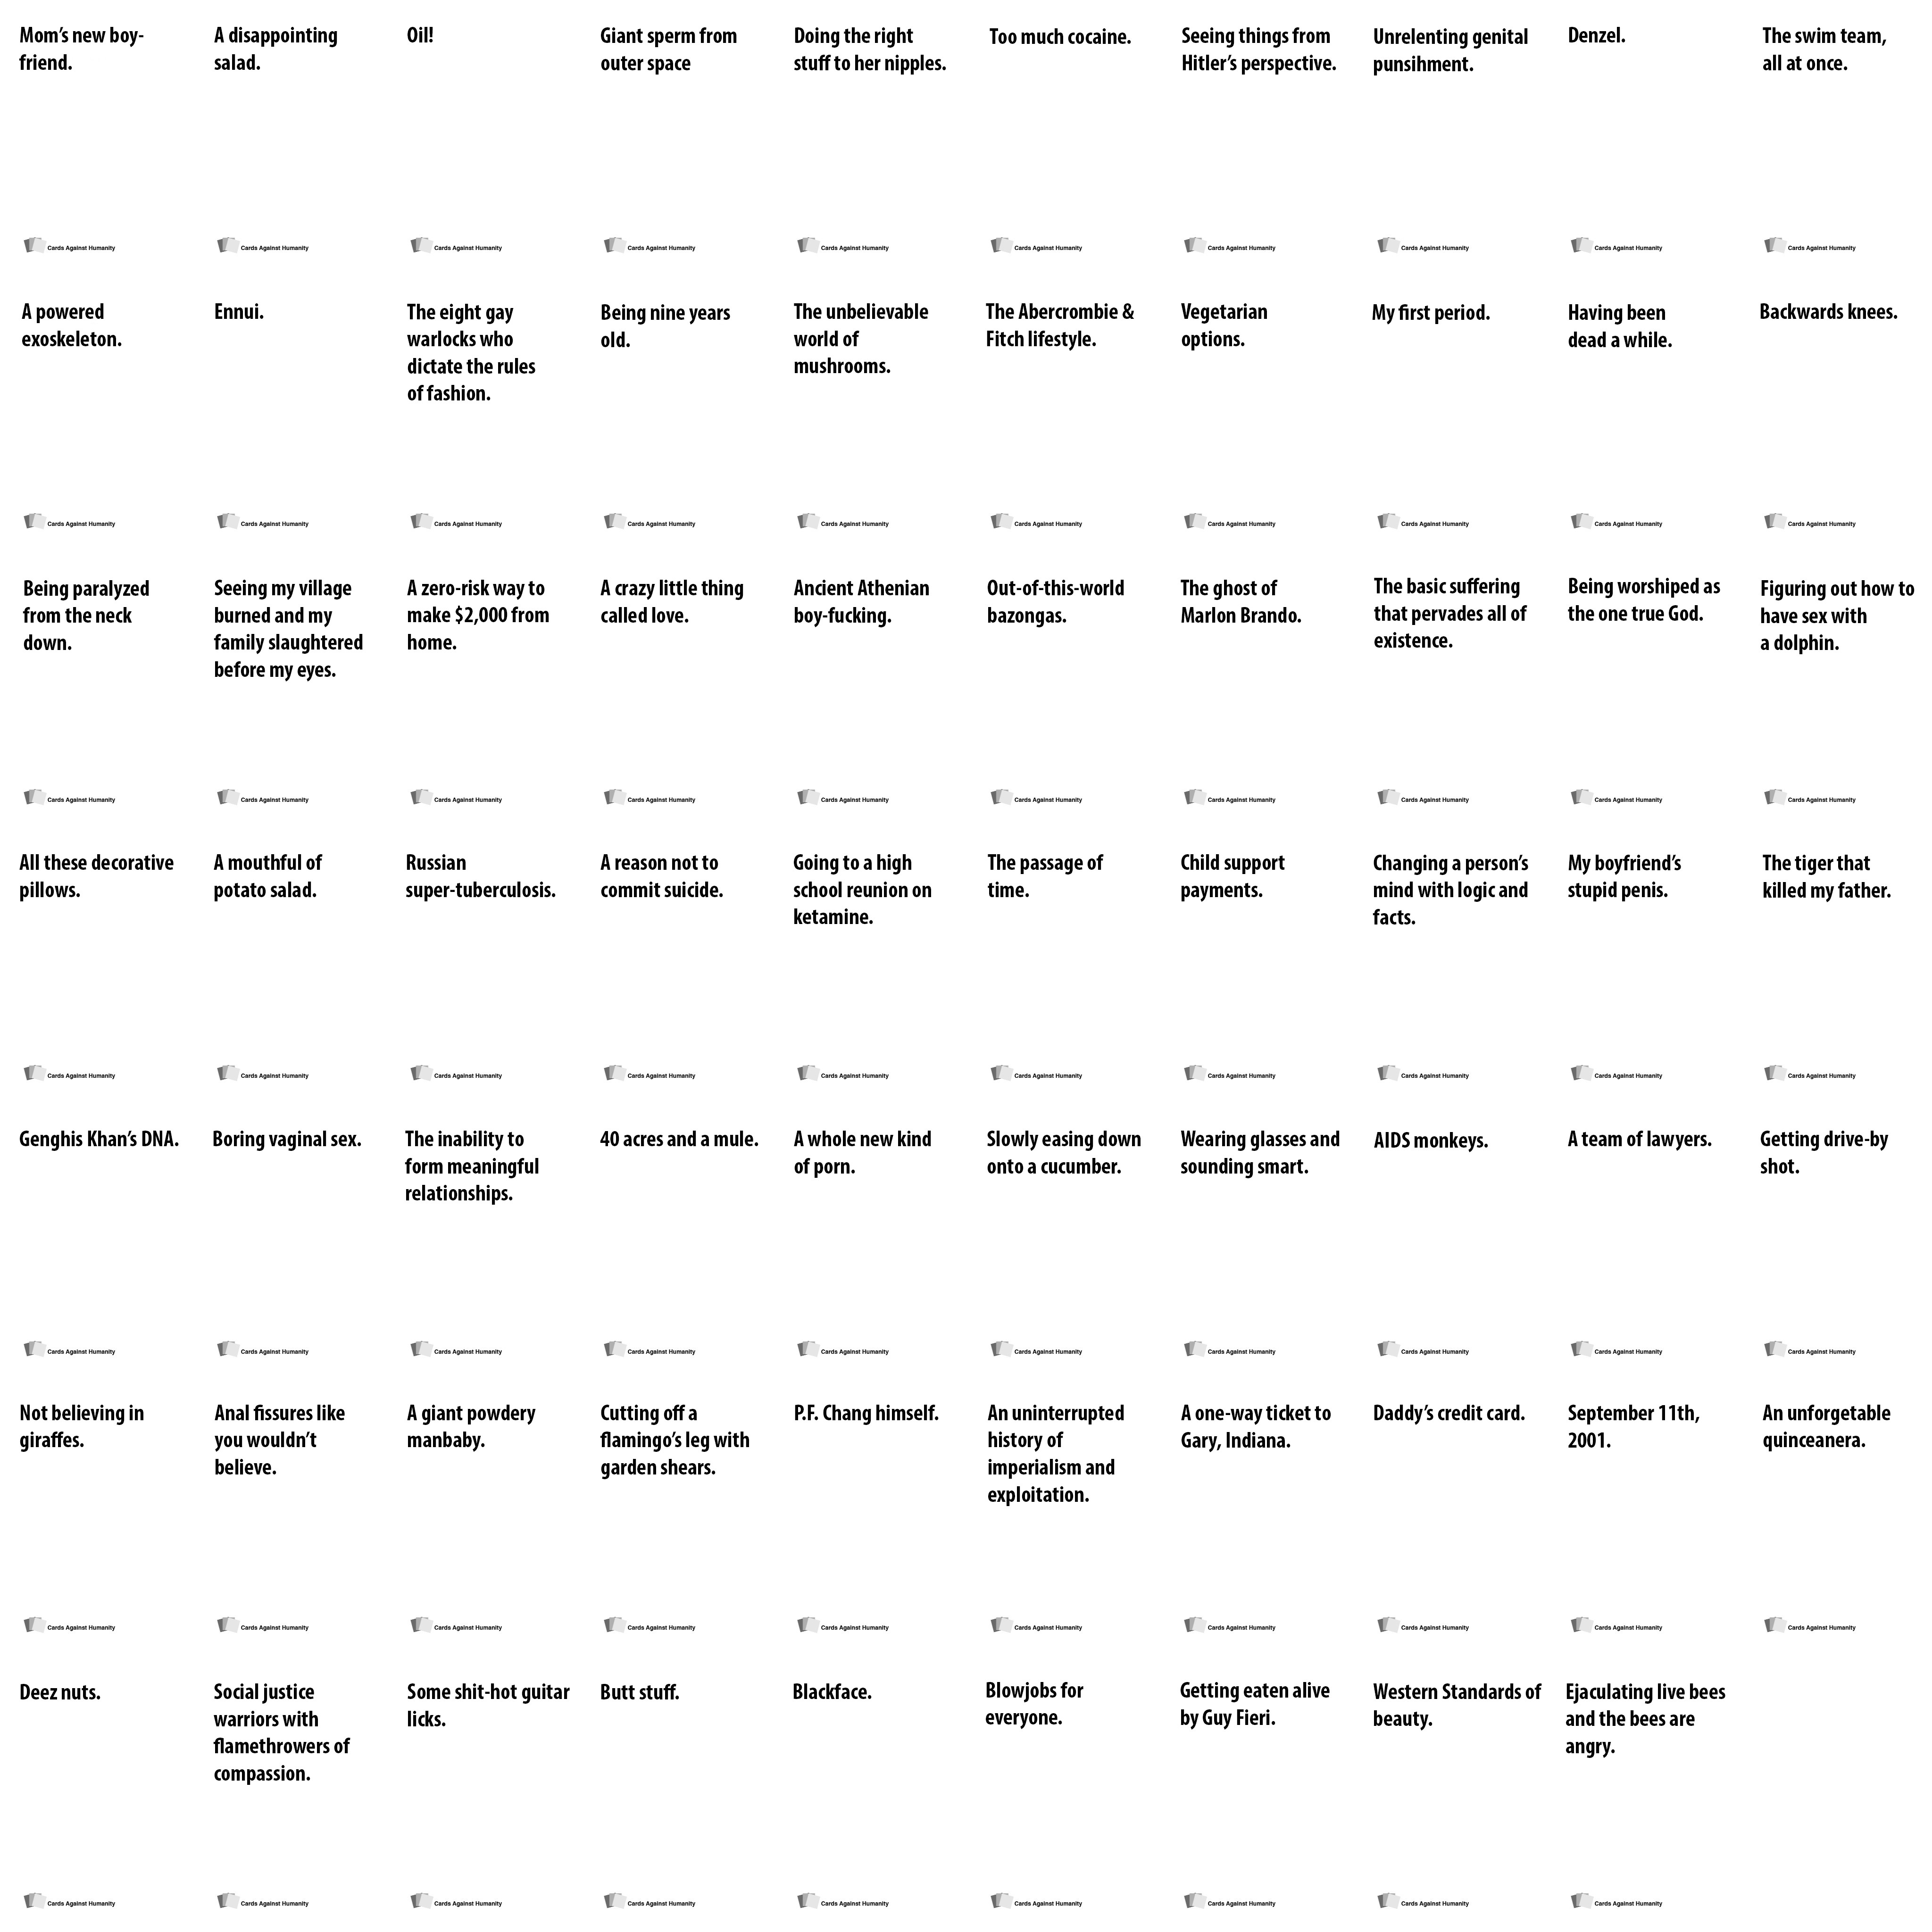 Mom's new boy-
friend.
A disappointing
salad.
Oil!
Giant sperm from
outer space
Doing the right
stuff to her nipples.
Too much cocaine.
Seeing things from
Hitler's perspective.
Unrelenting genital
punsihment.
Denzel.
The swim team,
all at once.
Cards Against Humanity
Cards Against Humanity
Cards Against Humanity
Cards Against Humanity
Cards Against Humanity
Cards Against Humanity
Cards Against Humanity
Cards Against Humanity
Cards Against Humanity
Cards Against Humanity
A powered
exoskeleton.
Ennui.
The eight gay
warlocks who
dictate the rules
of fashion.
Being nine years
old.
The unbelievable
world of
mushrooms.
The Abercrombie &
Fitch lifestyle.
Vegetarian
options.
My first period.
Having been
dead a while.
Backwards knees.
Cards Against Humanity
Cards Against Humanity
Cards Against Humanity
Cards Against Humanity
Cards Against Humanity
Cards Against Humanity
Cards Against Humanity
Cards Against Humanity
Cards Against Humanity
Cards Against Humanity
Being paralyzed
from the neck
down.
Seeing my village
burned and my
family slaughtered
before my eyes.
A zero-risk way to
make $2,000 from
home.
A crazy little thing
called love.
Ancient Athenian
boy-fucking.
Out-of-this-world
bazongas.
The ghost of
Marlon Brando.
The basic suffering
that pervades all of
existence.
Being worshiped as
the one true God.
Figuring out how to
have sex with
a dolphin.
Cards Against Humanity
Cards Against Humanity
Cards Against Humanity
Cards Against Humanity
Cards Against Humanity
Cards Against Humanity
Cards Against Humanity
Cards Against Humanity
Cards Against Humanity
Cards Against Humanity
All these decorative
pillows.
A mouthful of
potato salad.
Russian
super-tuberculosis.
A reason not to
commit suicide.
Going to a high
school reunion on
ketamine.
The passage of
time.
Child support
payments.
Changing a person's
mind with logic and
facts.
My boyfriend's
stupid penis.
The tiger that
killed my father.
Cards Against Humanity
Cards Against Humanity
Cards Against Humanity
Cards Against Humanity
Cards Against Humanity
Cards Against Humanity
Cards Against Humanity
Cards Against Humanity
Cards Against Humanity
Cards Against Humanity
Genghis Khan's DNA.
Boring vaginal sex.
The inability to
form meaningful
relationships.
40 acres and a mule.
A whole new kind
of porn.
Slowly easing down
onto a cucumber.
Wearing glasses and
sounding smart.
AIDS monkeys.
A team of lawyers.
Getting drive-by
shot.
Cards Against Humanity
Cards Against Humanity
Cards Against Humanity
Cards Against Humanity
Cards Against Humanity
Cards Against Humanity
Cards Against Humanity
Cards Against Humanity
Cards Against Humanity
Cards Against Humanity
Not believing in
giraffes.
Anal fissures like
you wouldn't
believe.
A giant powdery
manbaby.
Cutting off a
flamingo's leg with
garden shears.
P.F. Chang himself.
An uninterrupted
history of
imperialism and
exploitation.
A one-way ticket to
Gary, Indiana.
Daddy's credit card.
September 11th,
2001.
An unforgetable
quinceanera.
Cards Against Humanity
Cards Against Humanity
Cards Against Humanity
Cards Against Humanity
Cards Against Humanity
Cards Against Humanity
Cards Against Humanity
Cards Against Humanity
Cards Against Humanity
Cards Against Humanity
Deez nuts.
Social justice
warriors with
flamethrowers of
compassion.
Some shit-hot guitar
licks.
Butt stuff.
Blackface.
Blowjobs for
everyone.
Getting eaten alive
by Guy Fieri.
Western Standards of
beauty.
Ejaculating live bees
and the bees are
angry.
Cards Against Humanity
Cards Against Humanity
Cards Against Humanity
Cards Against Humanity
Cards Against Humanity
Cards Against Humanity
Cards Against Humanity
Cards Against Humanity
Cards Against Humanity